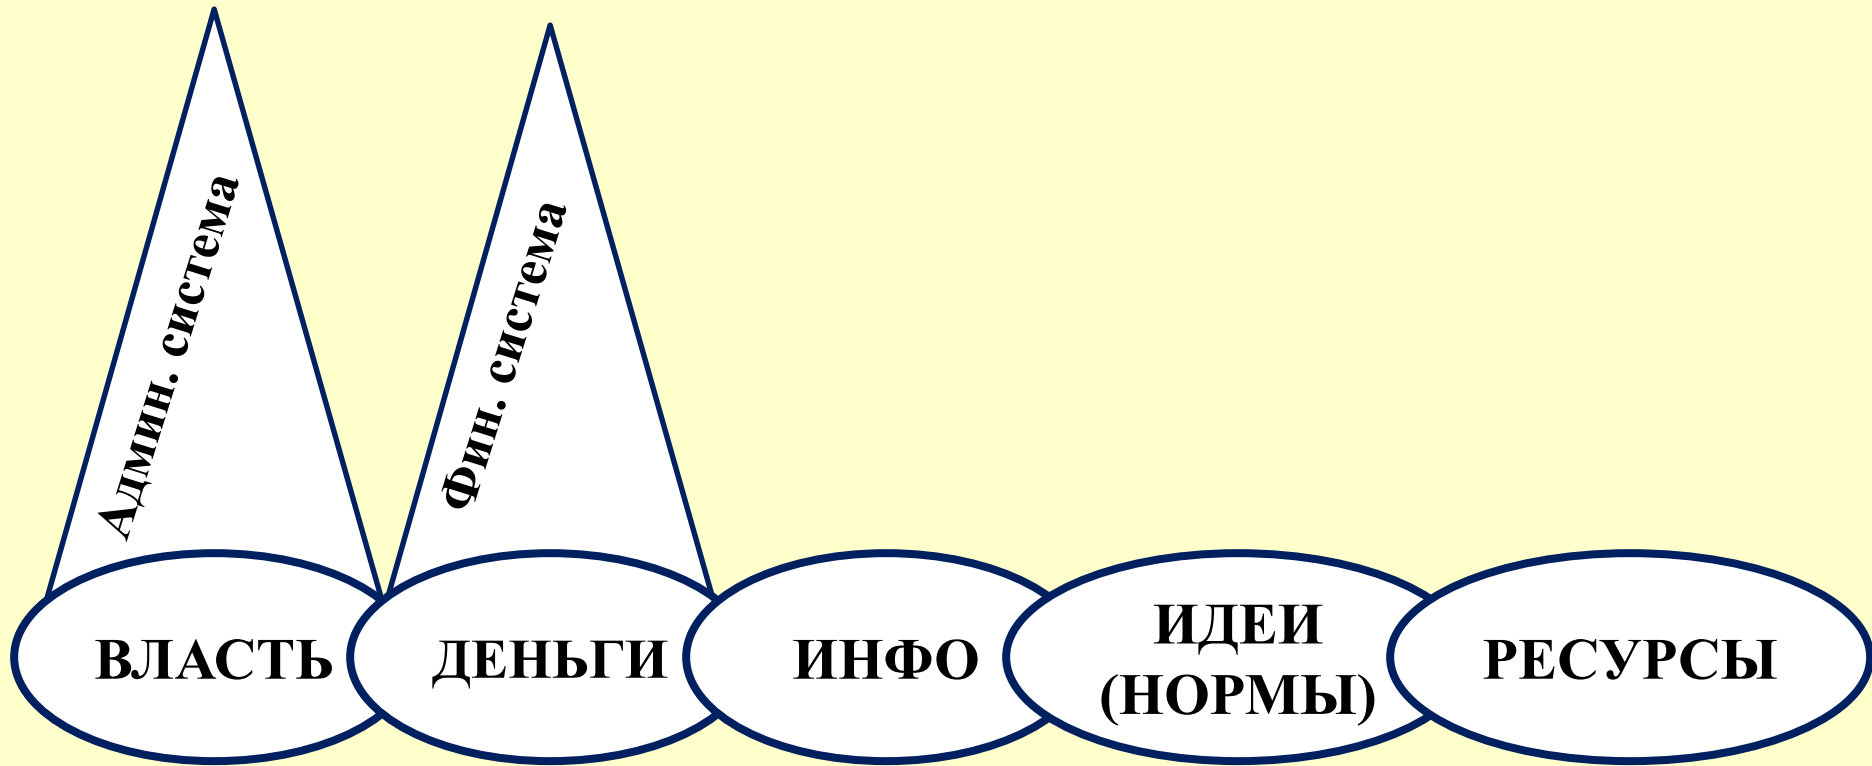 Админ. система
Фин. система
ВЛАСТЬ
ДЕНЬГИ
ИНФО
ИДЕИ
(НОРМЫ)
РЕСУРСЫ